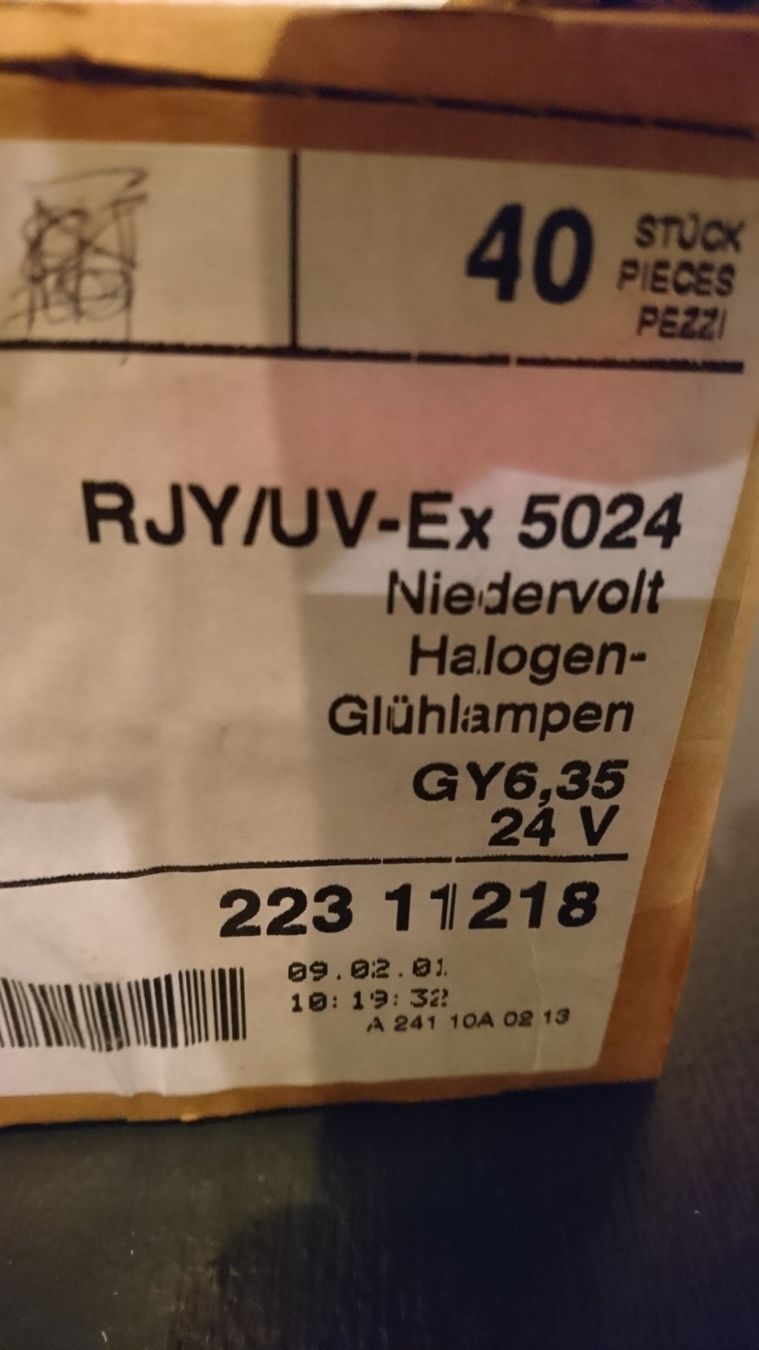 40
STÜCK
PIECES
PEZZI
RJY/UV-Ex 5024
Niedervolt
Halogen-
Glühlampen
GY6,35
24 V
223 11218
09.02.01
10:19:32
A 241 10A 02 13